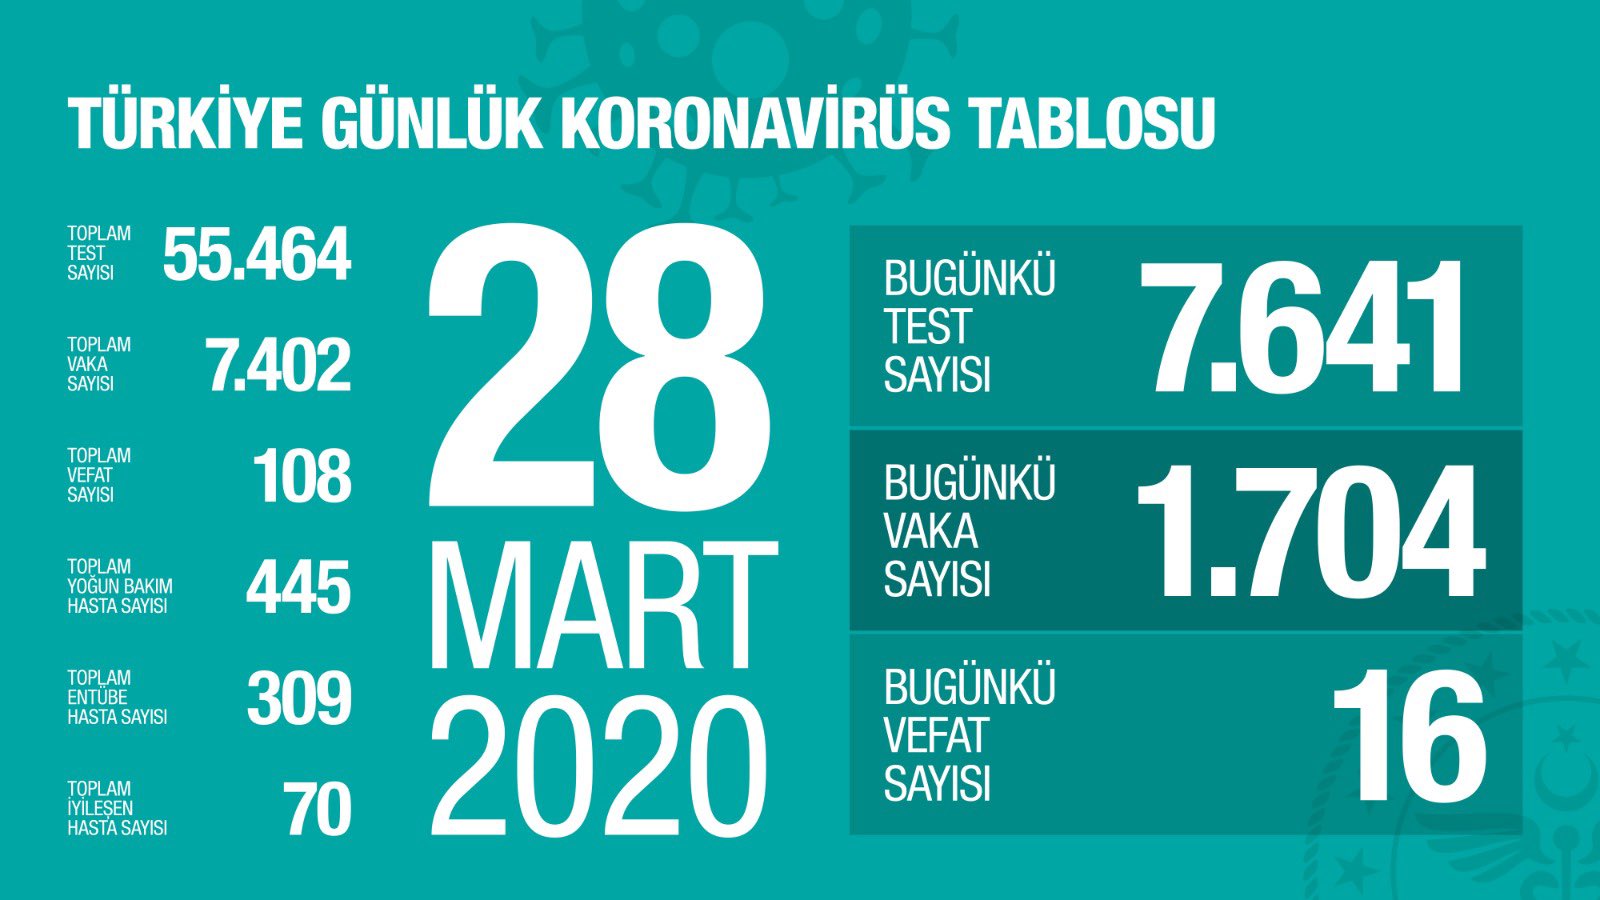 TÜRKİYE GÜNLÜK KORONAVİRÜS TABLOSU
TOPLAM
TEST
SAYISI
55.464
TOPLAM
VAKA
SAYISI
7.402
TOPLAM
VEFAT
SAYISI
108
TOPLAM
YOĞUN BAKIM
HASTA SAYISI
445
TOPLAM
ENTÜBE
HASTA SAYISI
309
TOPLAM
İYİLEŞEN
HASTA SAYISI
70
28
MART
2020
BUGÜNKÜ
TEST
SAYISI
7.641
BUGÜNKÜ
VAKA
SAYISI
1.704
BUGÜNKÜ
VEFAT
SAYISI
16